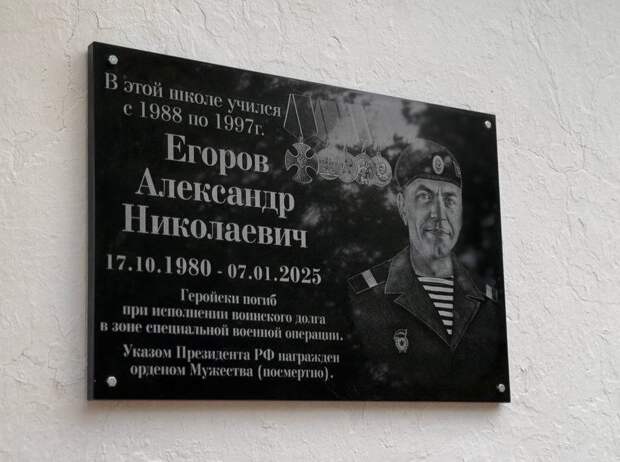 В этой школе учился
с 1988 по 1997г.
Егоров
Александр
Николаевич
17.10.1980 - 07.01.2025
Геройски погиб
при исполнении воинского долга
в зоне специальной военной операции.
Указом Президента РФ награжден
орденом Мужества (посмертно).